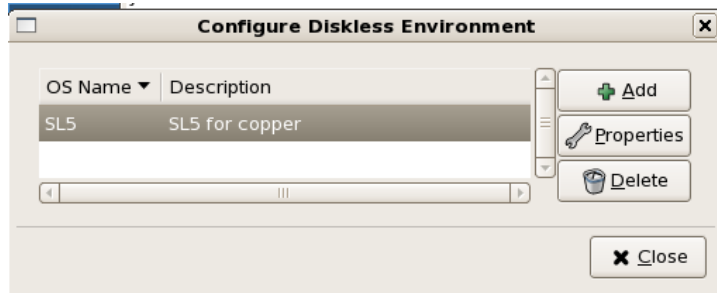 Configure Diskless Environment
OS Name Description
SL5 SL5 for copper
Add
Properties
Delete
Close